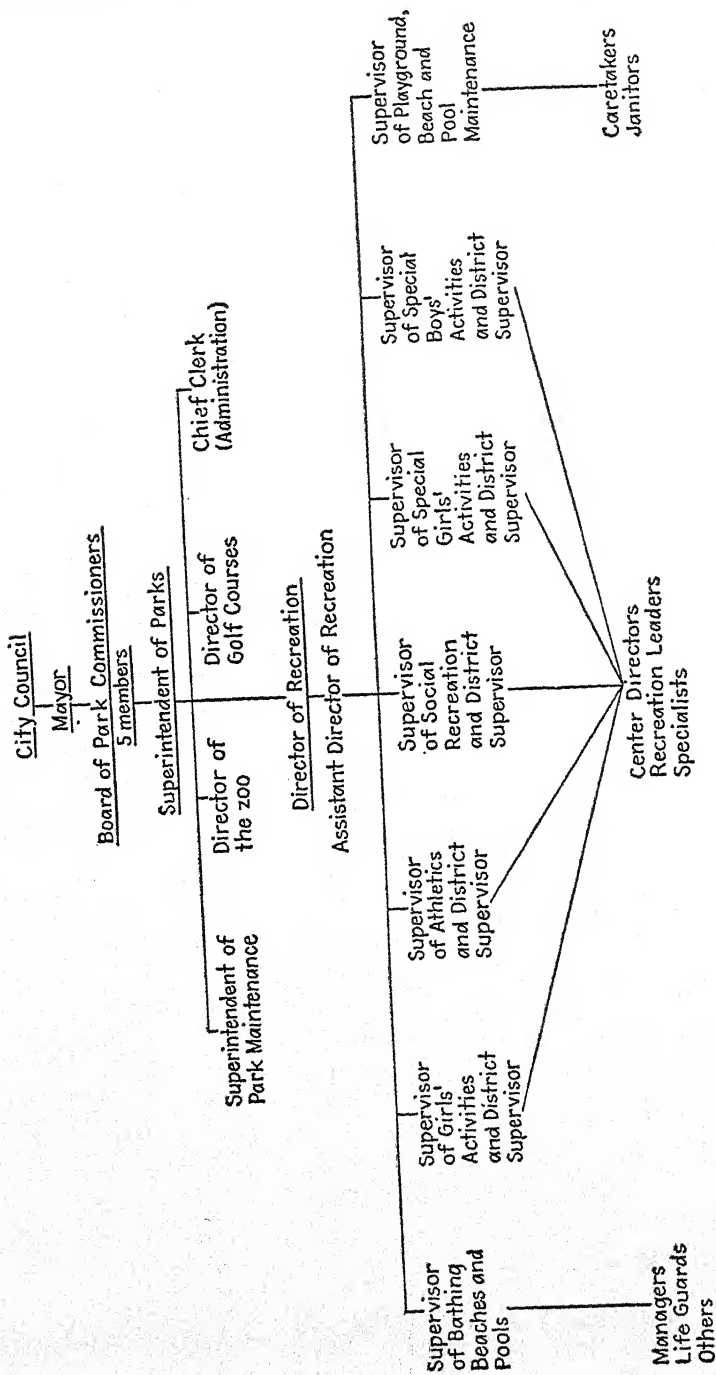 City Council
Mayor
Board of Park Commissioners
5 members
Superintendent of Parks
Superintendent of
Park Maintenance
Director of
the zoo
Director of
Golf Courses
Chief Clerk
(Administration)
Director of Recreation
Assistant Director of Recreation
Supervisor
of Bathing
Beaches and
Pools
Supervisor
of Girls'
Activities
and District
Supervisor
Supervisor
of Athletics
and District
Supervisor
Supervisor
of Social
Recreation
and District
Supervisor
Supervisor
of Special
Girls'
Activities
and District
Supervisor
Supervisor
of Special
Boys'
Activities
and District
Supervisor
Supervisor
of Playground,
Beach and
Pool
Maintenance
Managers
Life Guards
Others
Center Directors
Recreation Leaders
Specialists
Caretakers
Janitors